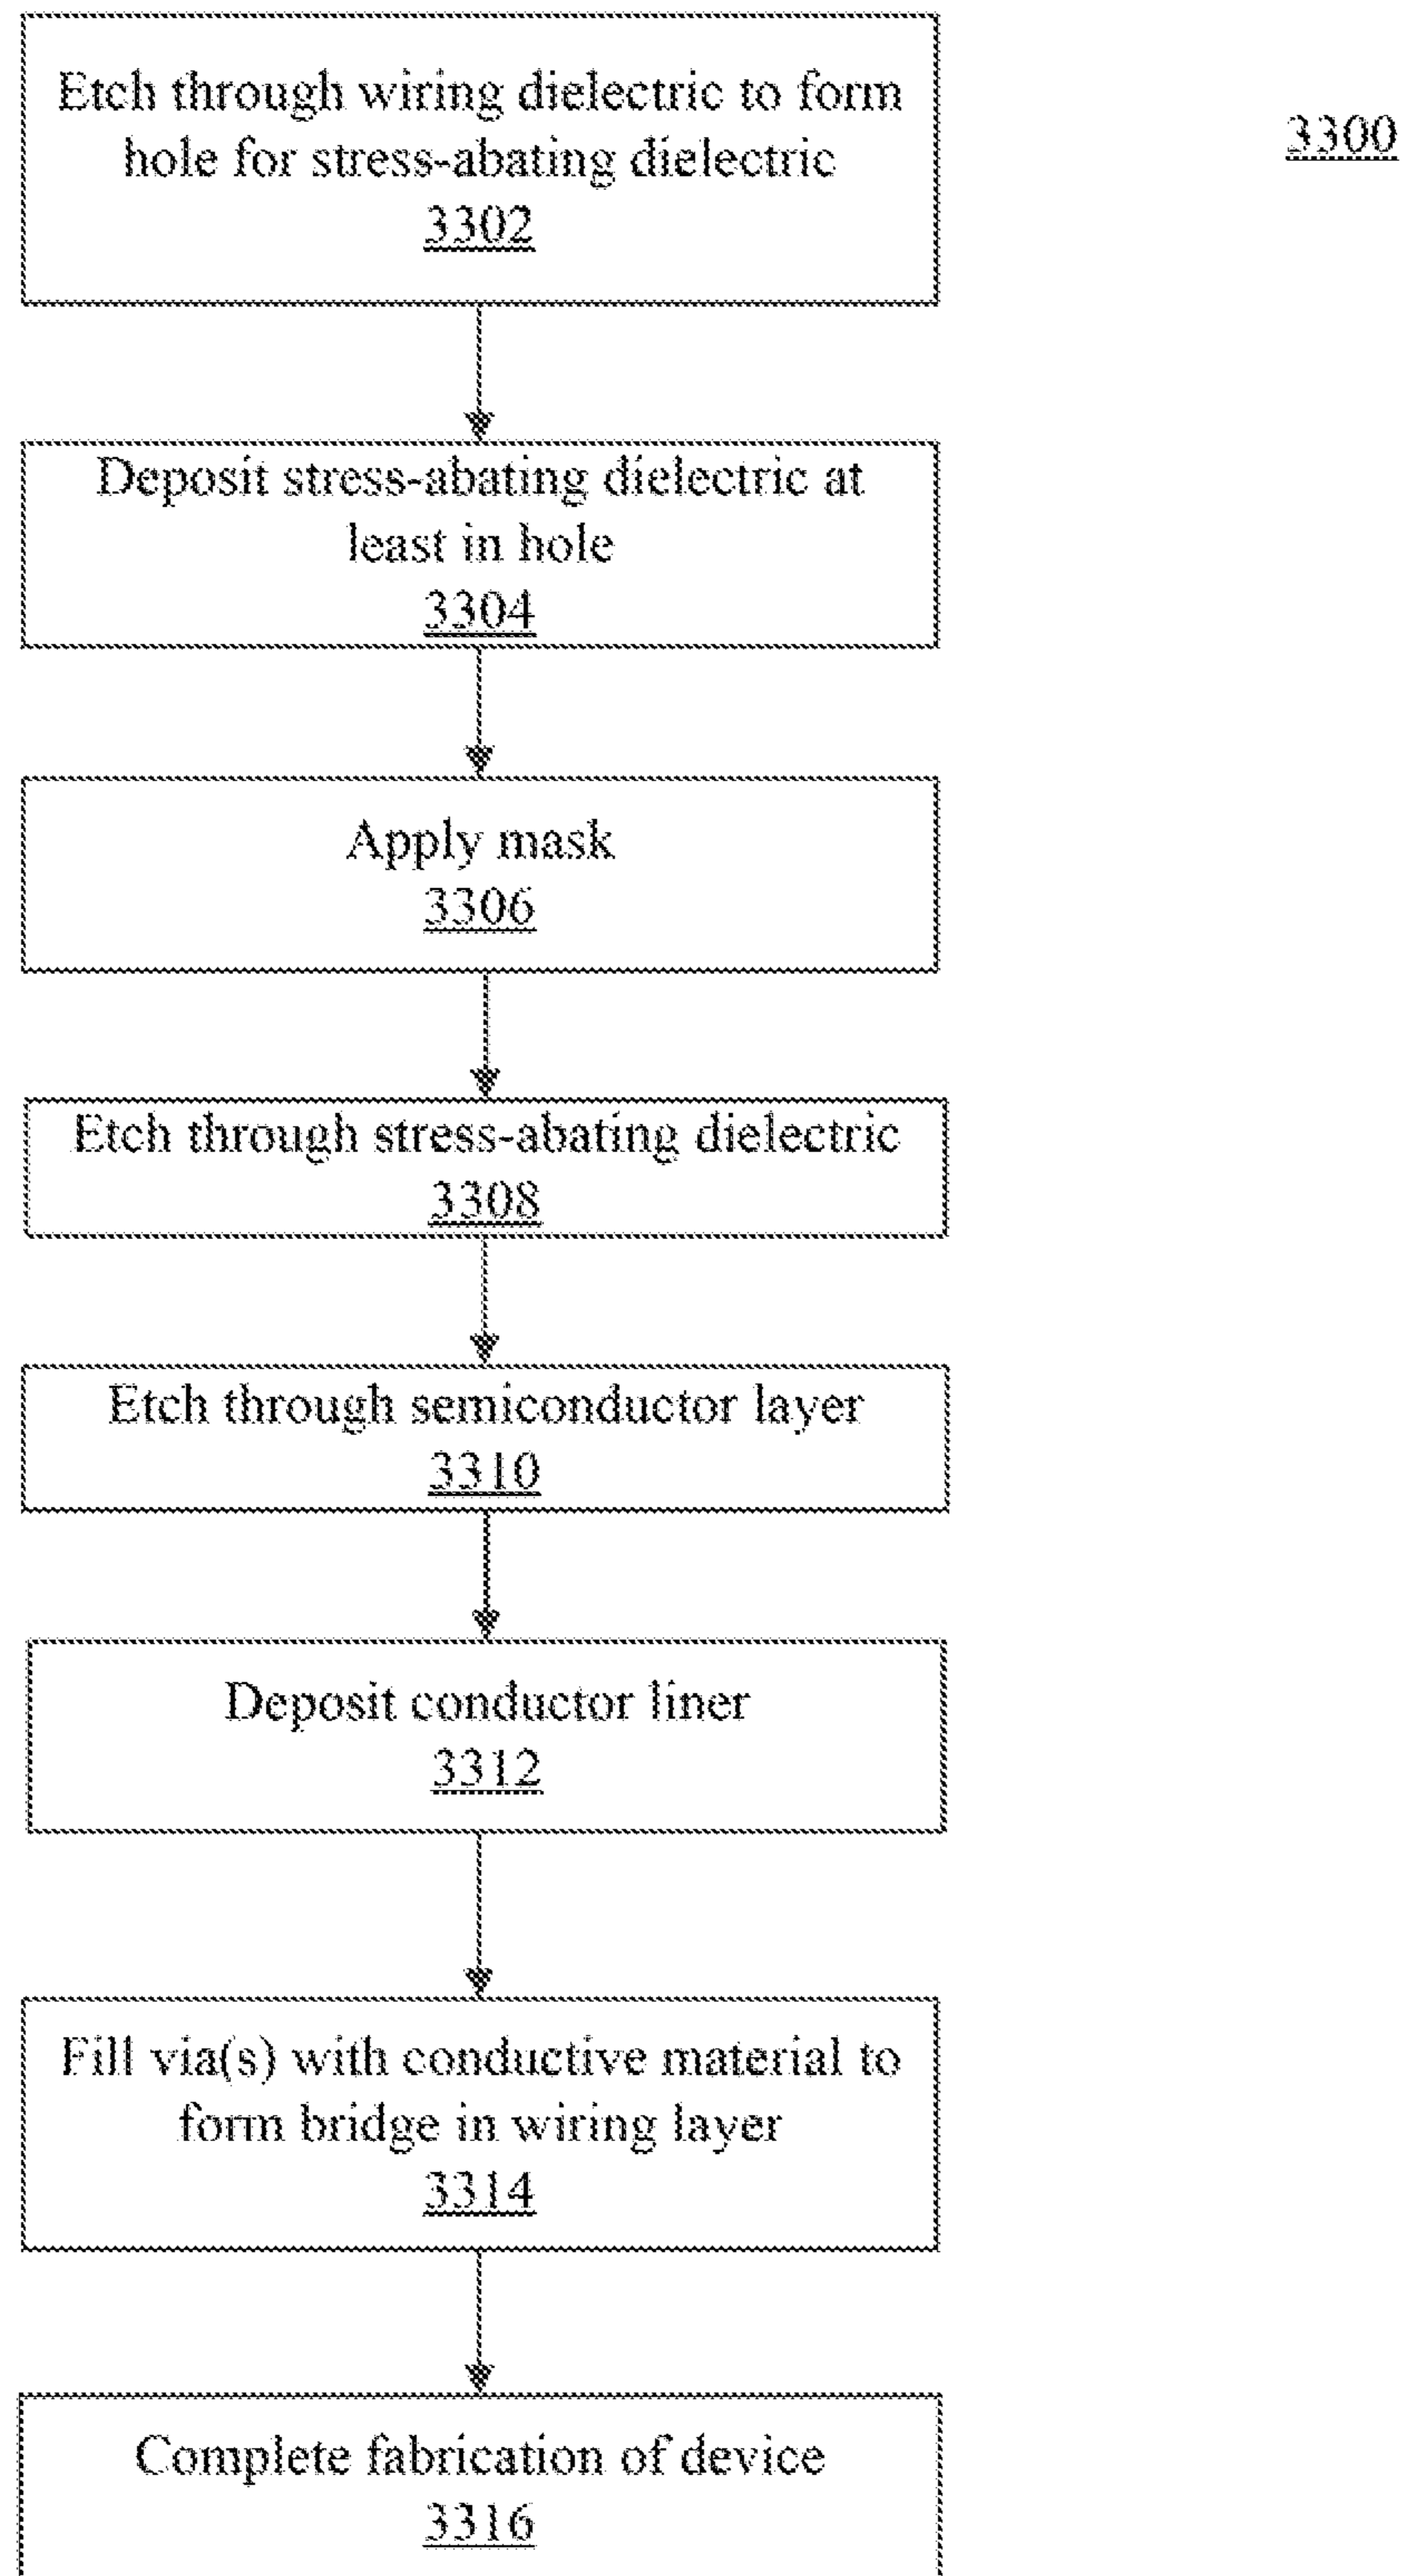 Etch through wiring dielectric to form
hole for stress-abating dielectric
3302
3300
Deposit stress-abating dielectric at
least in hole
3304
Apply mask
3306
Etch through stress-abating dielectric
3308
Etch through semiconductor layer
3310
Deposit conductor liner
3312
Fill via(s) with conductive material to
form bridge in wiring layer
3314
Complete fabrication of device
3316